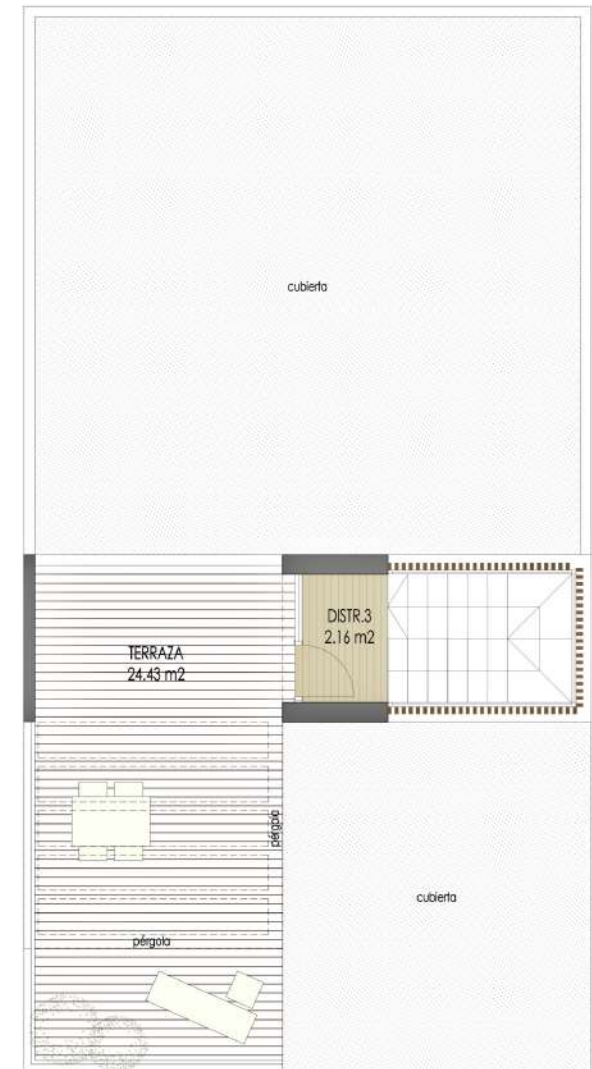 cubierta
DISTR.3
2.16 m2
TERRAZA
24.43 m2
pérgola
cubierta
pérgola